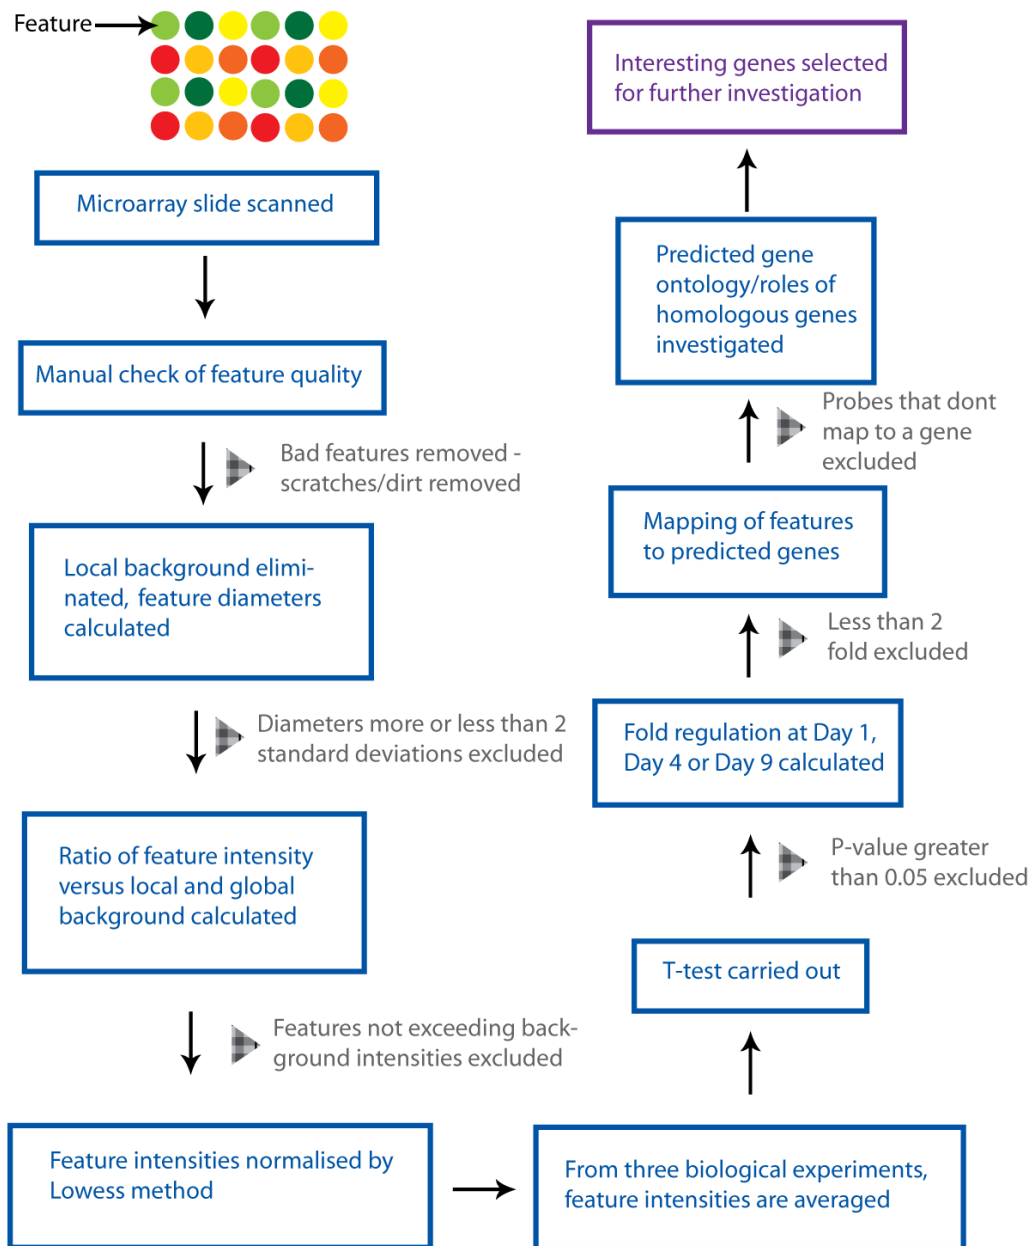 Feature
Microarray slide scanned
Manual check of feature quality
Bad features removed -
scratches/dirt removed
Local background elimi-
nated, feature diameters
calculated
Diameters more or less than 2
standard deviations excluded
Ratio of feature intensity
versus local and global
background calculated
Features not exceeding back-
ground intensities excluded
Feature intensities normalised by
Lowess method
From three biological experiments,
feature intensities are averaged
T-test carried out
P-value greater
than 0.05 excluded
Fold regulation at Day 1,
Day 4 or Day 9 calculated
Less than 2
fold excluded
Mapping of features
to predicted genes
Probes that dont
map to a gene
excluded
Predicted gene
ontology/roles of
homologous genes
investigated
Interesting genes selected
for further investigation